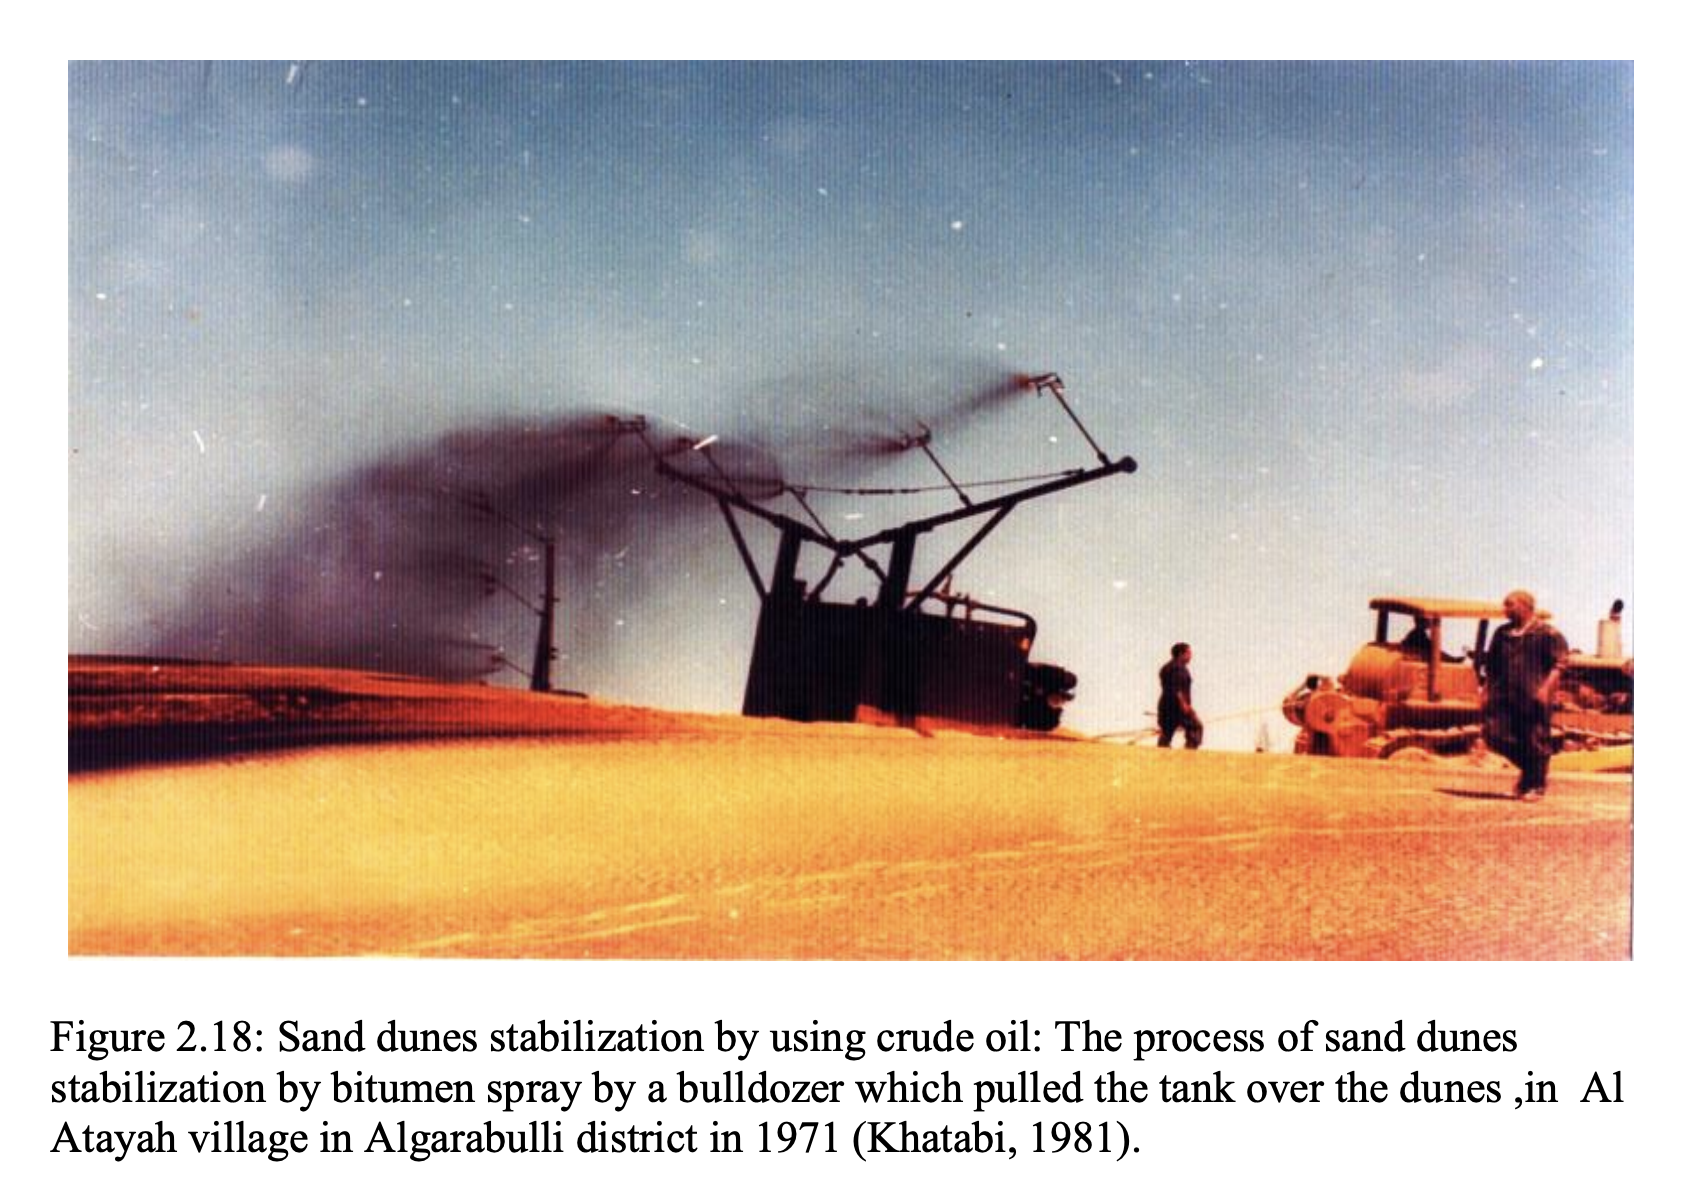 Figure 2.18: Sand dunes stabilization by using crude oil: The process of sand dunes
stabilization by bitumen spray by a bulldozer which pulled the tank over the dunes ,in  Al
Atayah village in Algarabulli district in 1971 (Khatabi, 1981).